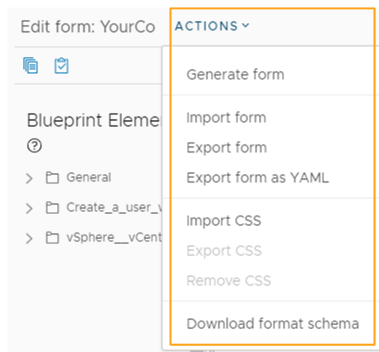 Edit form: YourCo
ACTIONS
Generate form
Import form
Export form
Export form as YAML
Import CSS
Export CSS
Remove CSS
Download format schema
Blueprint Eleme
?
General
Create_a_user_
vSphere__vCent